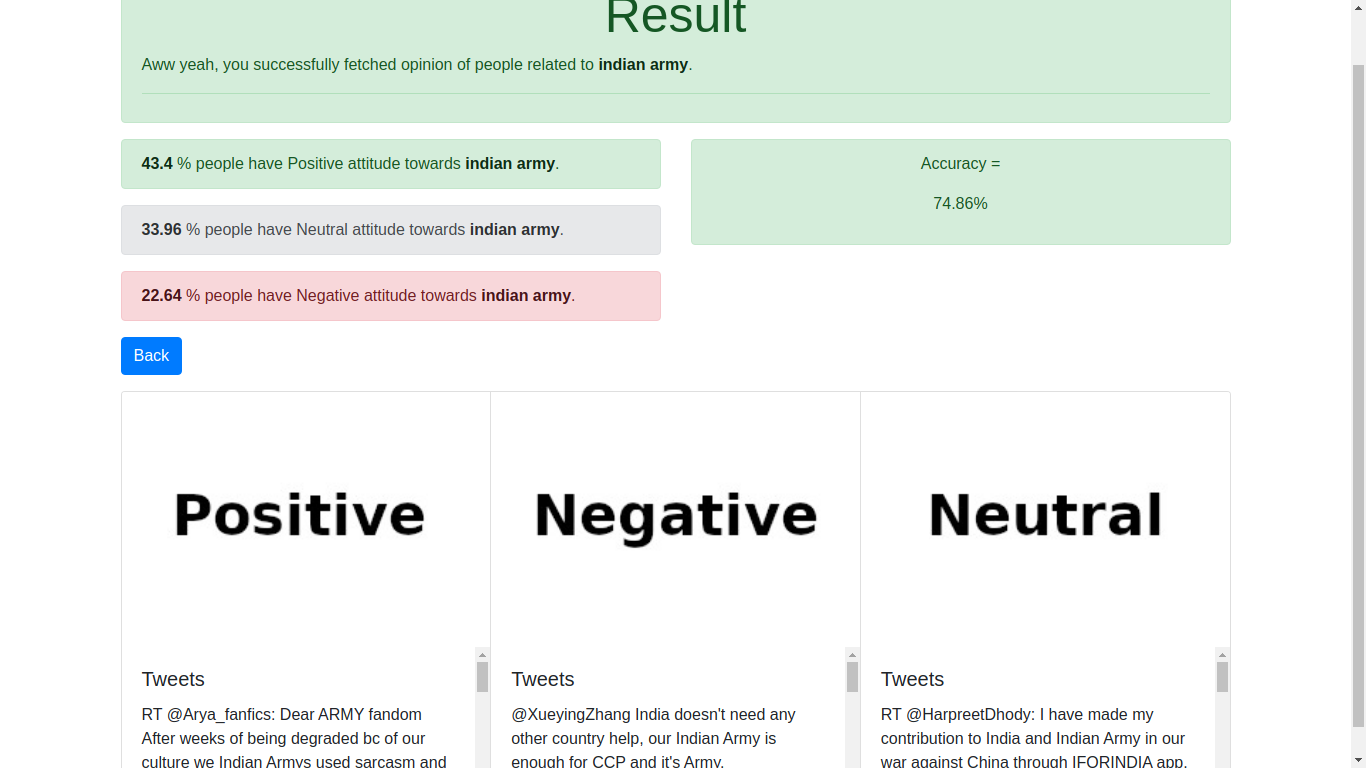 Result
Aww yeah, you successfully fetched opinion of people related to indian army.
43.4 % people have Positive attitude towards indian army.
33.96 % people have Neutral attitude towards indian army.
22.64 % people have Negative attitude towards indian army.
Accuracy =
74.86%
Back
Positive
Tweets
RT @Arya_fanfics: Dear ARMY fandom
After weeks of being degraded bc of our
culture we Indian Armys used sarcasm and
Negative
Tweets
@XueyingZhang India doesn't need any
other country help, our Indian Army is
enough for CCP and it's Army.
Neutral
Tweets
RT @HarpreetDhody: I have made my
contribution to India and Indian Army in our
war against China through IFORINDIA app.